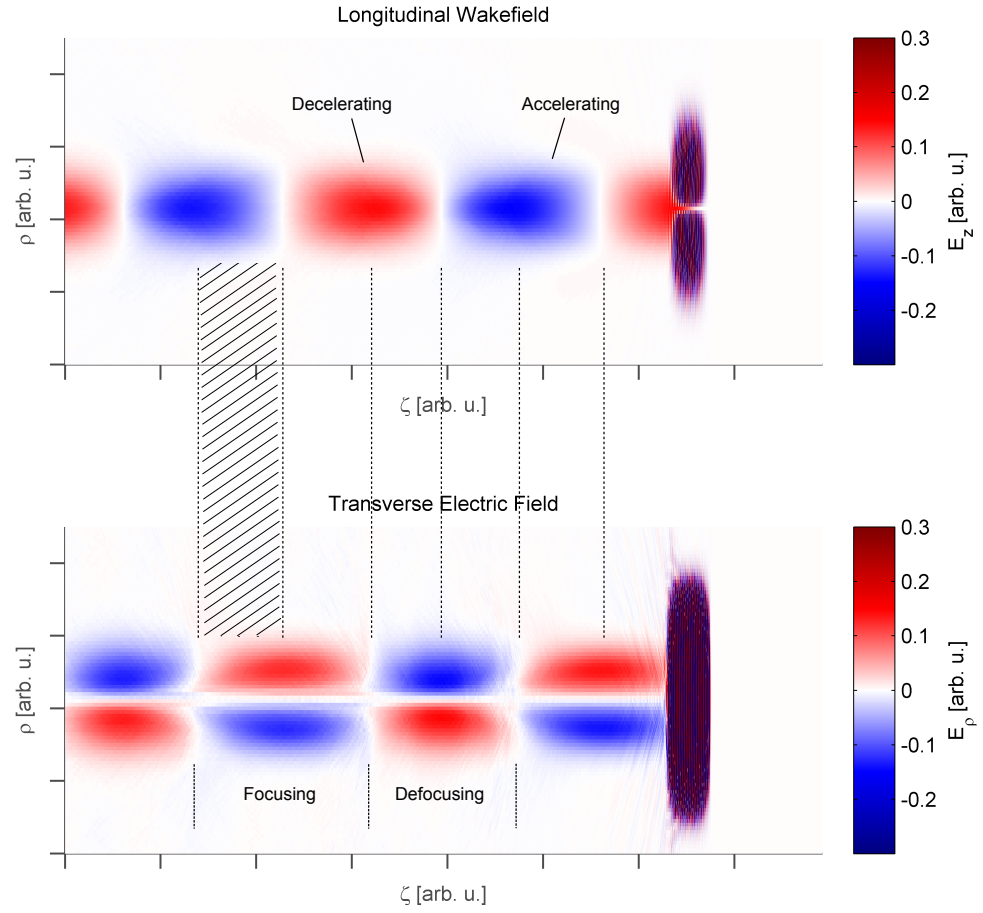 Longitudinal Wakefield
Decelerating
Accelerating
ρ [arb. u.]
ζ [arb. u.]
0.3
0.2
0.1
0
-0.1
-0.2
E_z[arb. u.]
Transverse Electric Field
Focusing
Defocusing
ρ [arb. u.]
ζ [arb. u.]
0.3
0.2
0.1
0
-0.1
-0.2
E_ρ [arb. u.]